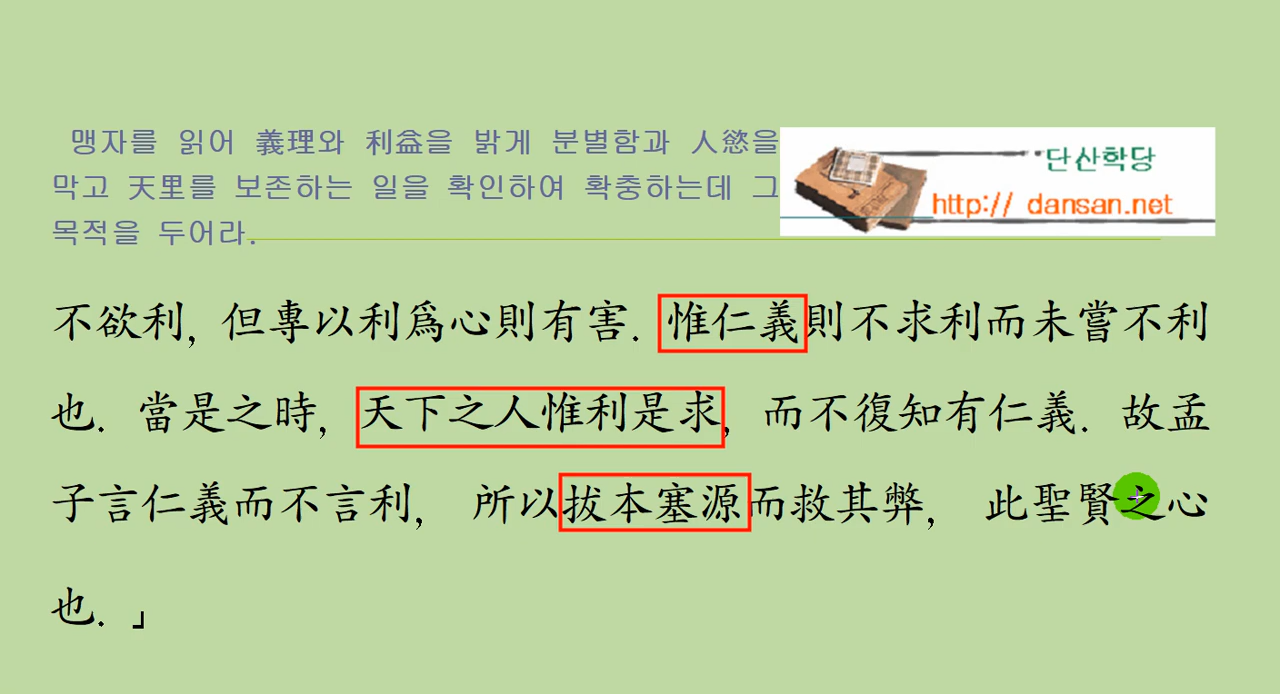 맹자를 읽어 義理와 利益을 밝게 분별함과 人慾을
막고 天里를 보존하는 일을 확인하여 확충하는데 그
목적을 두어라.
단산학당
http:// dansan.net
不欲利, 但專以利爲心則有害. 惟仁義則不求利而未嘗不利
也. 當是之時, 天下之人惟利是求, 而不復知有仁義. 故孟
子言仁義而不言利, 所以拔本塞源而救其弊, 此聖賢之心
也.」